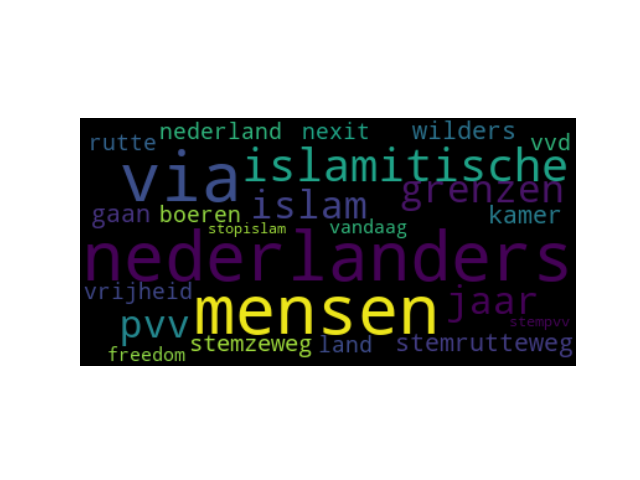 nederland nexit wilders
rutte vvd
via islamitische
grenzen
gaan boeren islam kamer
stopislam vandaag
nederlanders
vrijheid mensen jaar
pvv stempvv
stemzeweg land stemrutteweg
freedom